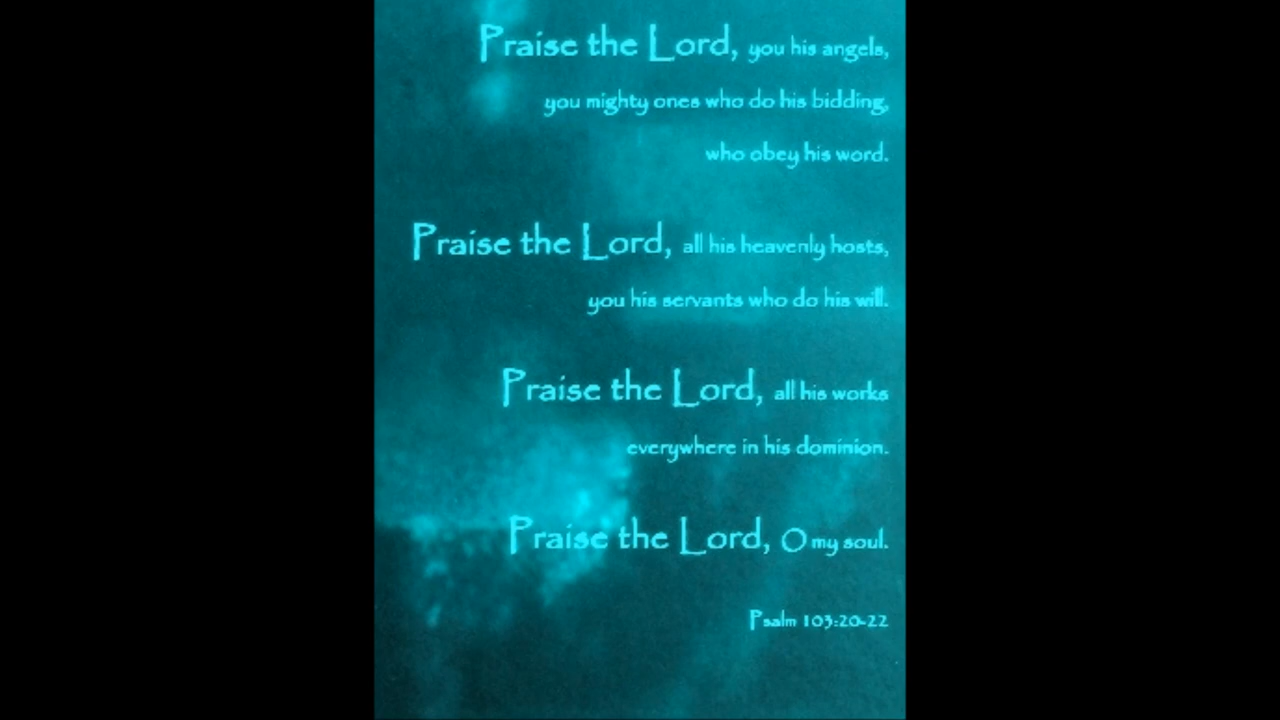 Praise the Lord, you his angels,
you mighty ones who do his bidding,
who obey his word.
Praise the Lord, all his heavenly hosts,
you his servants who do his will.
Praise the Lord, all his works
everywhere in his dominion.
Praise the Lord, O my soul.
Psalm 103:20-22